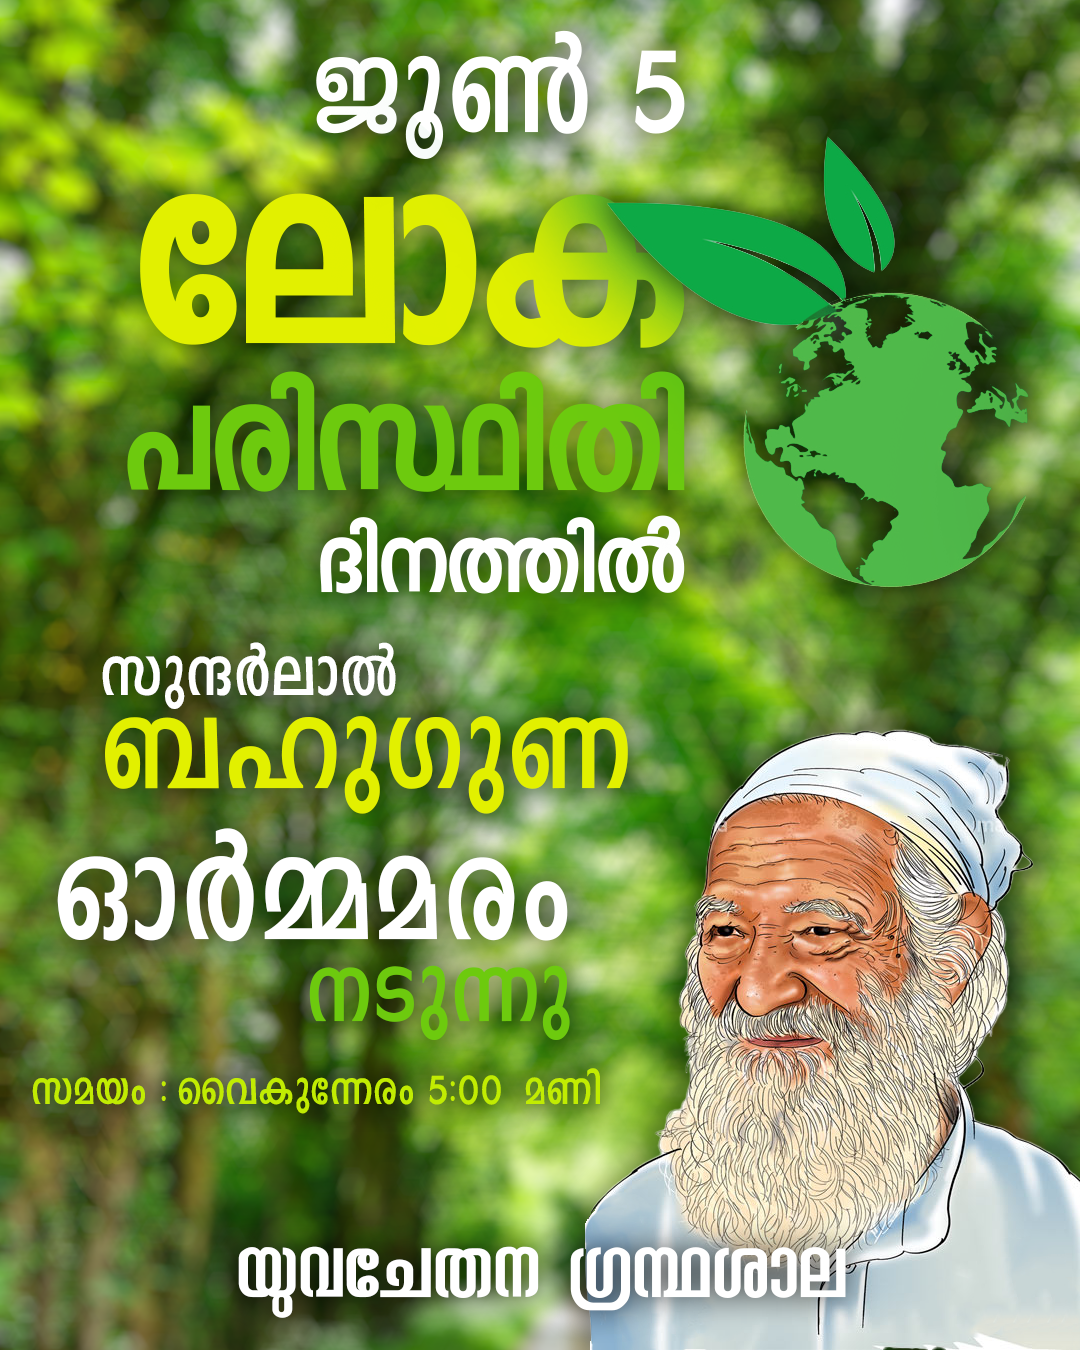 ജൂൺ 5
ലോക
പരിസ്ഥിതി
ദിനത്തിൽ
സുന്ദർലാൽ
ബഹുഗുണ
ഓർമ്മമരം
നടുന്നു
സമയം : വൈകുന്നേരം 5:00 മണി
യുവചേതന ഗ്രന്ഥശാല